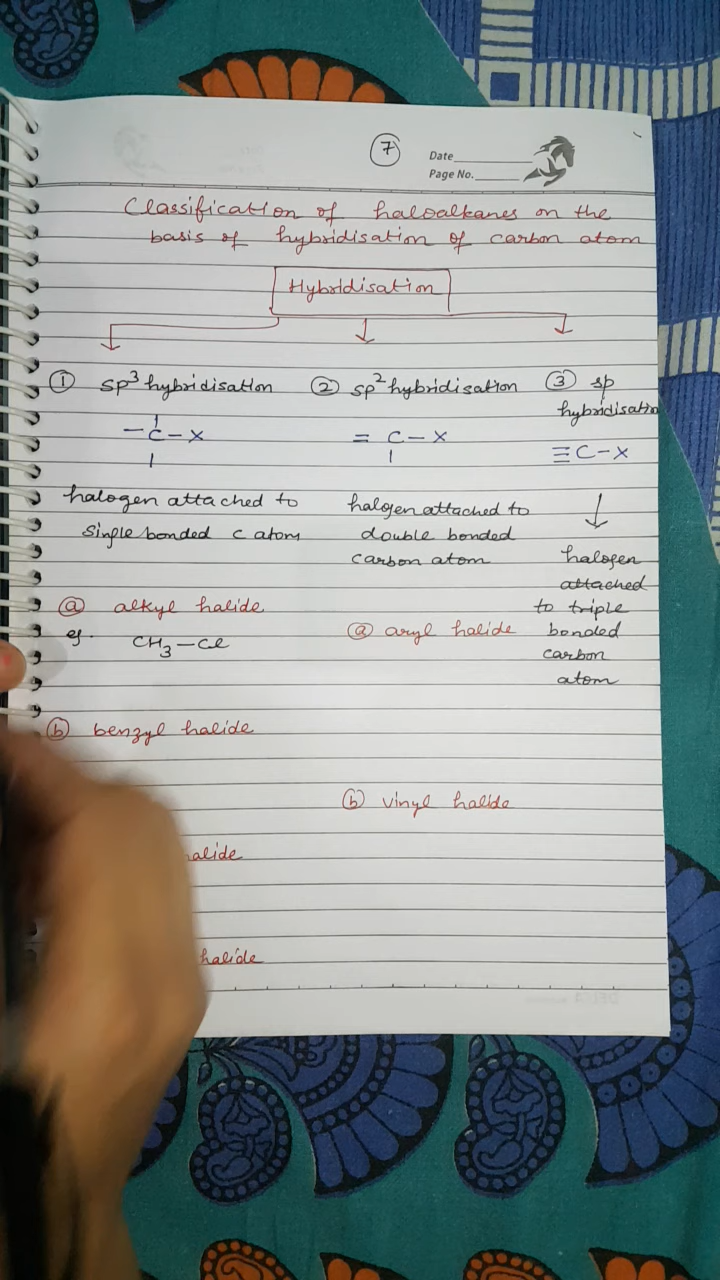 7
Date
Page No.
Classification of haloalkanes on the
basis of hybridisation of carbon atom
Hybridisation
① sp³ hybridisation
-C-X
halogen attached to
single bonded C atom
ⓐ alkyl halide
eg. CH₃-Cl
ⓑ benzyl halide
halide
② sp² hybridisation
= C-X
halogen attached to
double bonded
carbon atom
ⓐ aryl halide
ⓑ vinyl halide
③ sp
hybridisatio
≡C-X
halogen
attached
to triple
bonded
carbon
atom